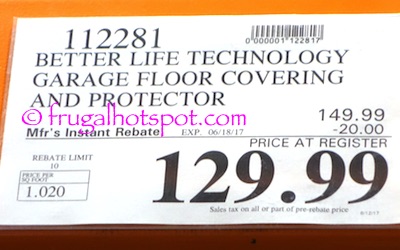 112281
0000001122817
BETTER LIFE TECHNOLOGY
GARAGE FLOOR COVERING
AND PROTECTOR
© frugalhotspot.com
149.99
Mfr's Instant Rebate EXP. 06/18/17 -20.00
PRICE AT REGISTER
REBATE LIMIT
10
PRICE PER
SQ FOOT
1.020
129.99
Sales tax on all or part of pre-rebate price